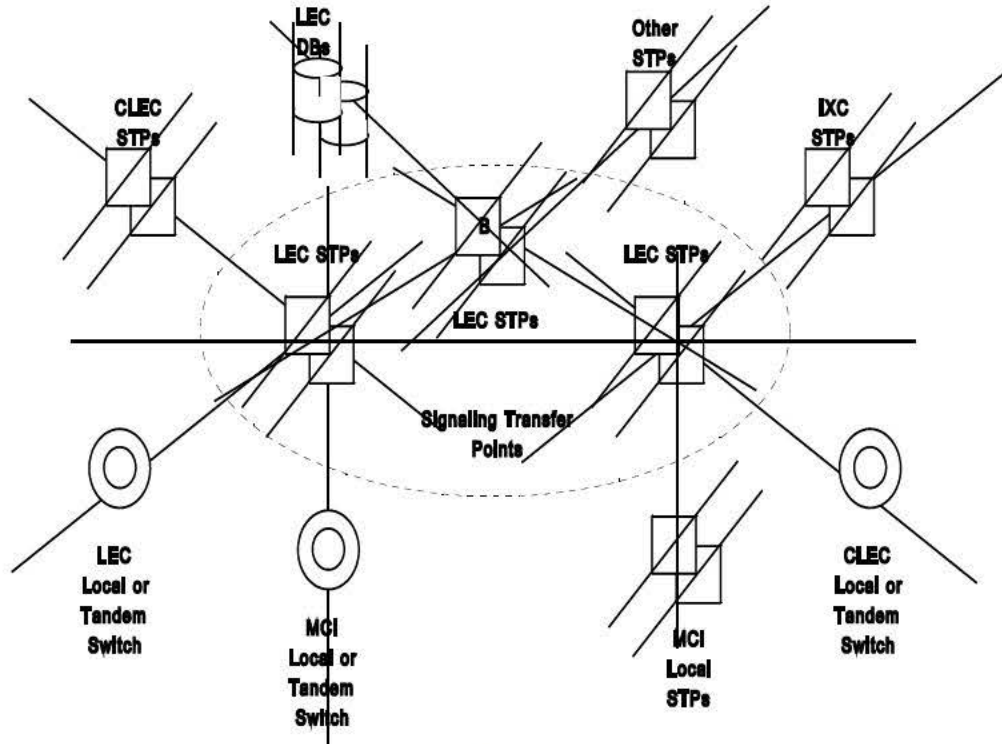 LEC
DBs
Other
STPs
CLEC
STPs
IXC
STPs
B
LEC STPs
LEC STPs
LEC STPs
Signaling Transfer
Points
LEC
Local or
Tandem
Switch
MCI
Local or
Tandem
Switch
MCI
Local
STPs
CLEC
Local or
Tandem
Switch